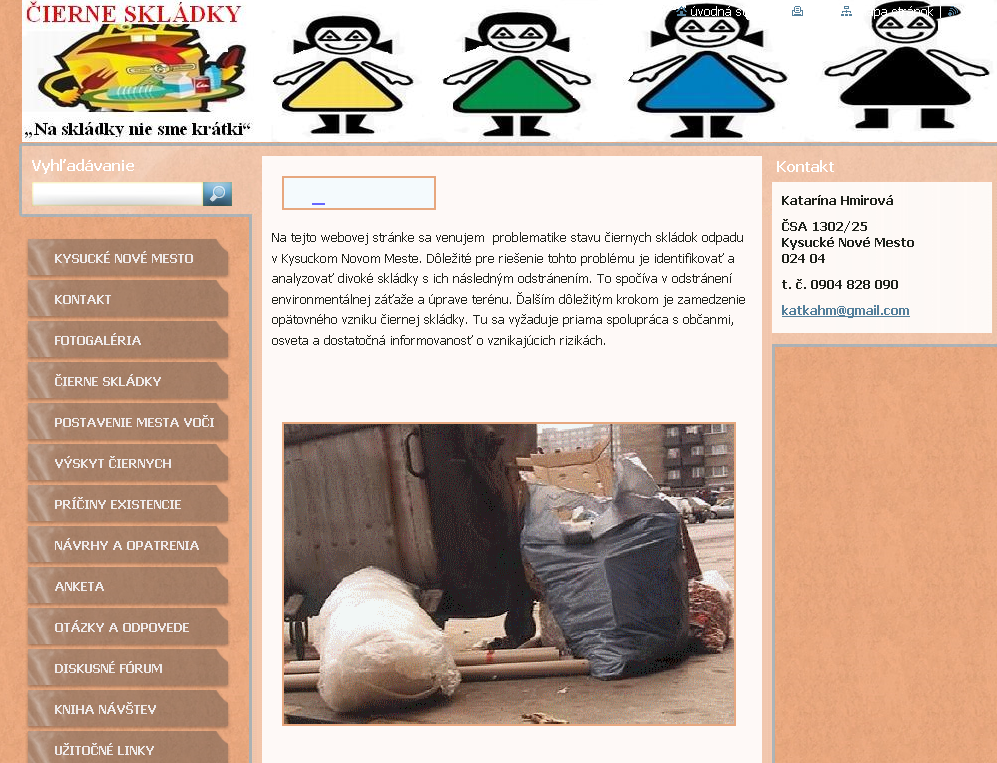 ČIERNE SKLÁDKY
„Na skládky nie sme krátki“
úvodná
stránok |
Vyhľadávanie
KYSUCKÉ NOVÉ MESTO
KONTAKT
FOTOGALÉRIA
ČIERNE SKLÁDKY
POSTAVENIE MESTA VOČI
VÝSKYT ČIERNYCH
PRÍČINY EXISTENCIE
NÁVRHY A OPATRENIA
ANKETA
OTÁZKY A ODPOVEDE
DISKUSNÉ FÓRUM
KNIHA NÁVŠTEV
UŽITOČNÉ LINKY
Na tejto webovej stránke sa venujem problematike stavu čiernych skládok odpadu
v Kysuckom Novom Meste. Dôležité pre riešenie tohto problému je identifikovať a
analyzovať divoké skládky s ich následným odstránením. To spočíva v odstránení
environmentálnej záťaže a úprave terénu. Ďalším dôležitým krokom je zamedzenie
opätovného vzniku čiernej skládky. Tu sa vyžaduje priama spolupráca s občanmi,
osveta a dostatočná informovanosť o vznikajúcich rizikách.
Kontakt
Katarína Hmirová
ČSA 1302/25
Kysucké Nové Mesto
024 04
t. č. 0904 828 090
katkahm@gmail.com